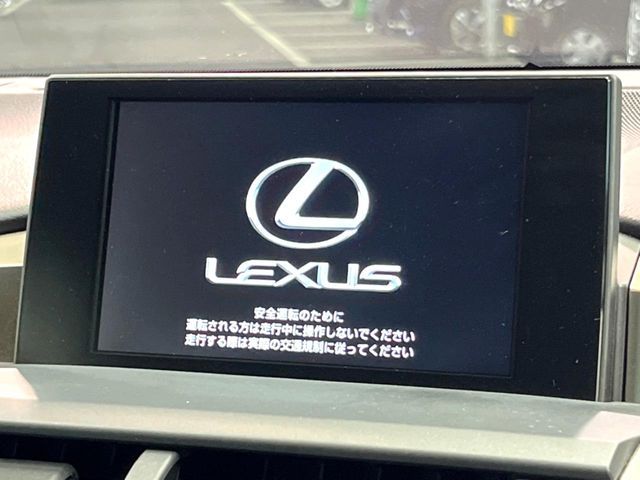 LEXUS
安全運転のために
運転される方は走行中に操作しないでください
走行する際は実際の交通規制に従ってください